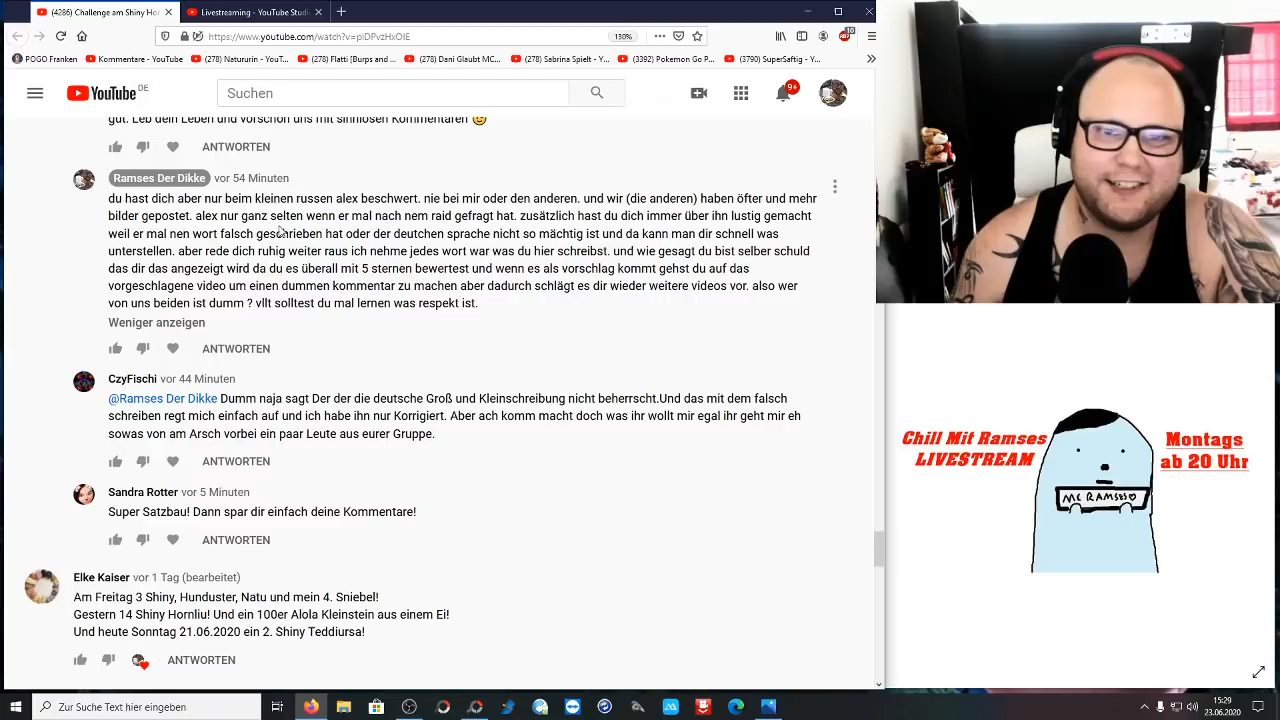 (4286) Challenge am Shiny Hor
Livestreaming - YouTube Studi
https://www.youtube.com/watch?v=plDPvzHxOIE
130%
10
POGO Franken
Kommentare - YouTube
(278) Natururin - YouT
(278) Flatti [Burps and ...
(278) Dani Glaubt MC...
(278) Sabrina Spielt - Y...
(3392) Pokemon Go P...
(3790) SuperSaftig - Y...
YouTube DE
Suchen
9+
gut. Leb dein Leben und vorschon uns mit sinnlosen Kommentaren
ANTWORTEN
Ramses Der Dikke vor 54 Minuten
du hast dich aber nur beim kleinen russen alex beschwert. nie bei mir oder den anderen. und wir (die anderen) haben öfter und mehr
bilder gepostet. alex nur ganz selten wenn er mal nach nem raid gefragt hat. zusätzlich hast du dich immer über ihn lustig gemacht
weil er mal nen wort falsch geschrieben hat oder der deutchen sprache nicht so mächtig ist und da kann man dir schnell was
unterstellen. aber rede dich ruhig weiter raus ich nehme jedes wort war was du hier schreibst. und wie gesagt du bist selber schuld
das dir das angezeigt wird da du es überall mit 5 sternen bewertest und wenn es als vorschlag kommt gehst du auf das
vorgeschlagene video um einen dummen kommentar zu machen aber dadurch schlägt es dir wieder weitere videos vor. also wer
von uns beiden ist dumm ? vllt solltest du mal lernen was respekt ist.
Weniger anzeigen
ANTWORTEN
CzyFischi vor 44 Minuten
@Ramses Der Dikke Dumm naja sagt Der der die deutsche Groß und Kleinschreibung nicht beherrscht.Und das mit dem falsch
schreiben regt mich einfach auf und ich habe ihn nur Korrigiert. Aber ach komm macht doch was ihr wollt mir egal ihr geht mir eh
sowas von am Arsch vorbei ein paar Leute aus eurer Gruppe.
ANTWORTEN
Sandra Rotter vor 5 Minuten
Super Satzbau! Dann spar dir einfach deine Kommentare!
ANTWORTEN
Elke Kaiser vor 1 Tag (bearbeitet)
Am Freitag 3 Shiny, Hunduster, Natu und mein 4. Sniebel!
Gestern 14 Shiny Hornliu! Und ein 100er Alola Kleinstein aus einem Ei!
Und heute Sonntag 21.06.2020 ein 2. Shiny Teddiursa!
ANTWORTEN
Chill Mit Ramses
LIVESTREAM
MC RAMSES
Montags
ab 20 Uhr
Zur Suche Text hier eingeben
15:29
23.06.2020